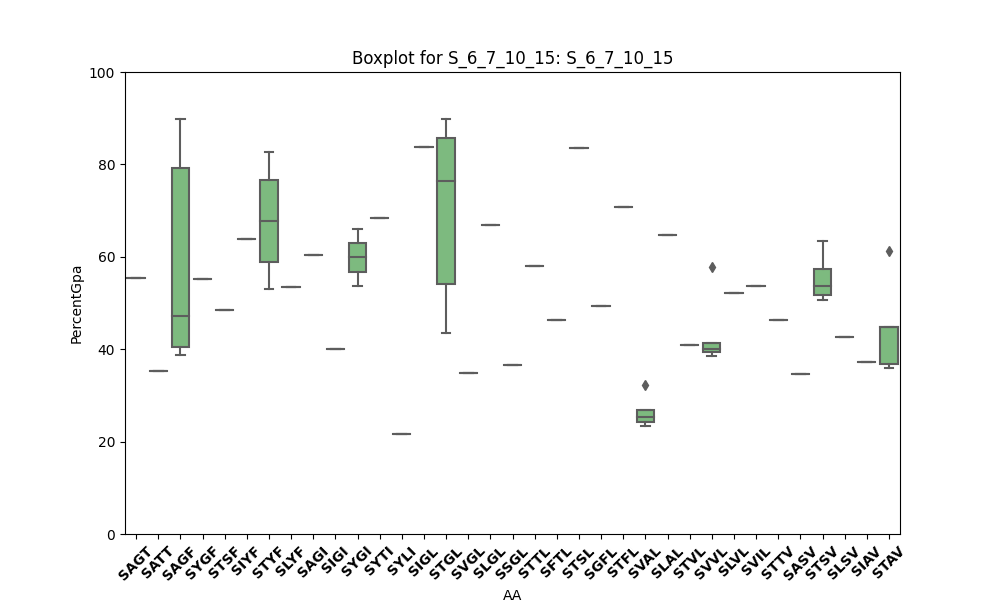 Boxplot for S_6_7_10_15: S_6_7_10_15
PercentGpa
100
80
60
40
20
0
SAGT SATT SAGF SYGF STSF SIYF STYF SLYF SAGI SIGI SYGI SYTI SYLI SIGL STGL SVGL SLGL SSGL STTL SFTL STSL SGFL STFL SVAL SLAL STVL SVVL SLVL SVIL STTV SASV STSV SLSV SIAV STAV
AA